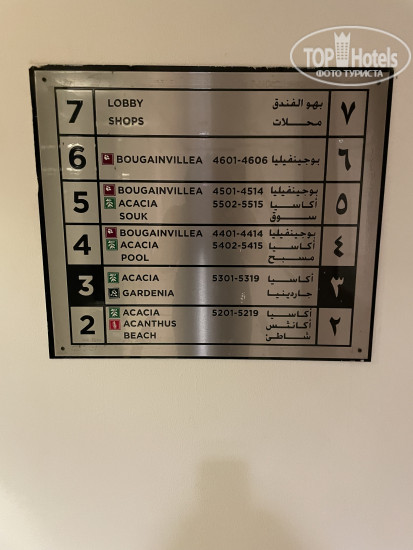 TOPHotels
ФОТО ТУРИСТА
7 LOBBY بهو الفندق ٧
SHOPS محلات
6 BOUGAINVILLEA 4601-4606 بوجينفيليا ٦
5 BOUGAINVILLEA 4501-4514 بوجينفيليا ٥
ACACIA 5502-5515 أكاسيا
SOUK سوق
4 BOUGAINVILLEA 4401-4414 بوجينفيليا ٤
ACACIA 5402-5415 أكاسيا
POOL مسبح
3 ACACIA 5301-5319 أكاسيا ٣
GARDENIA جاردينيا
2 ACACIA 5201-5219 أكاسيا ٢
ACANTHUS أكانثس
BEACH شاطئ